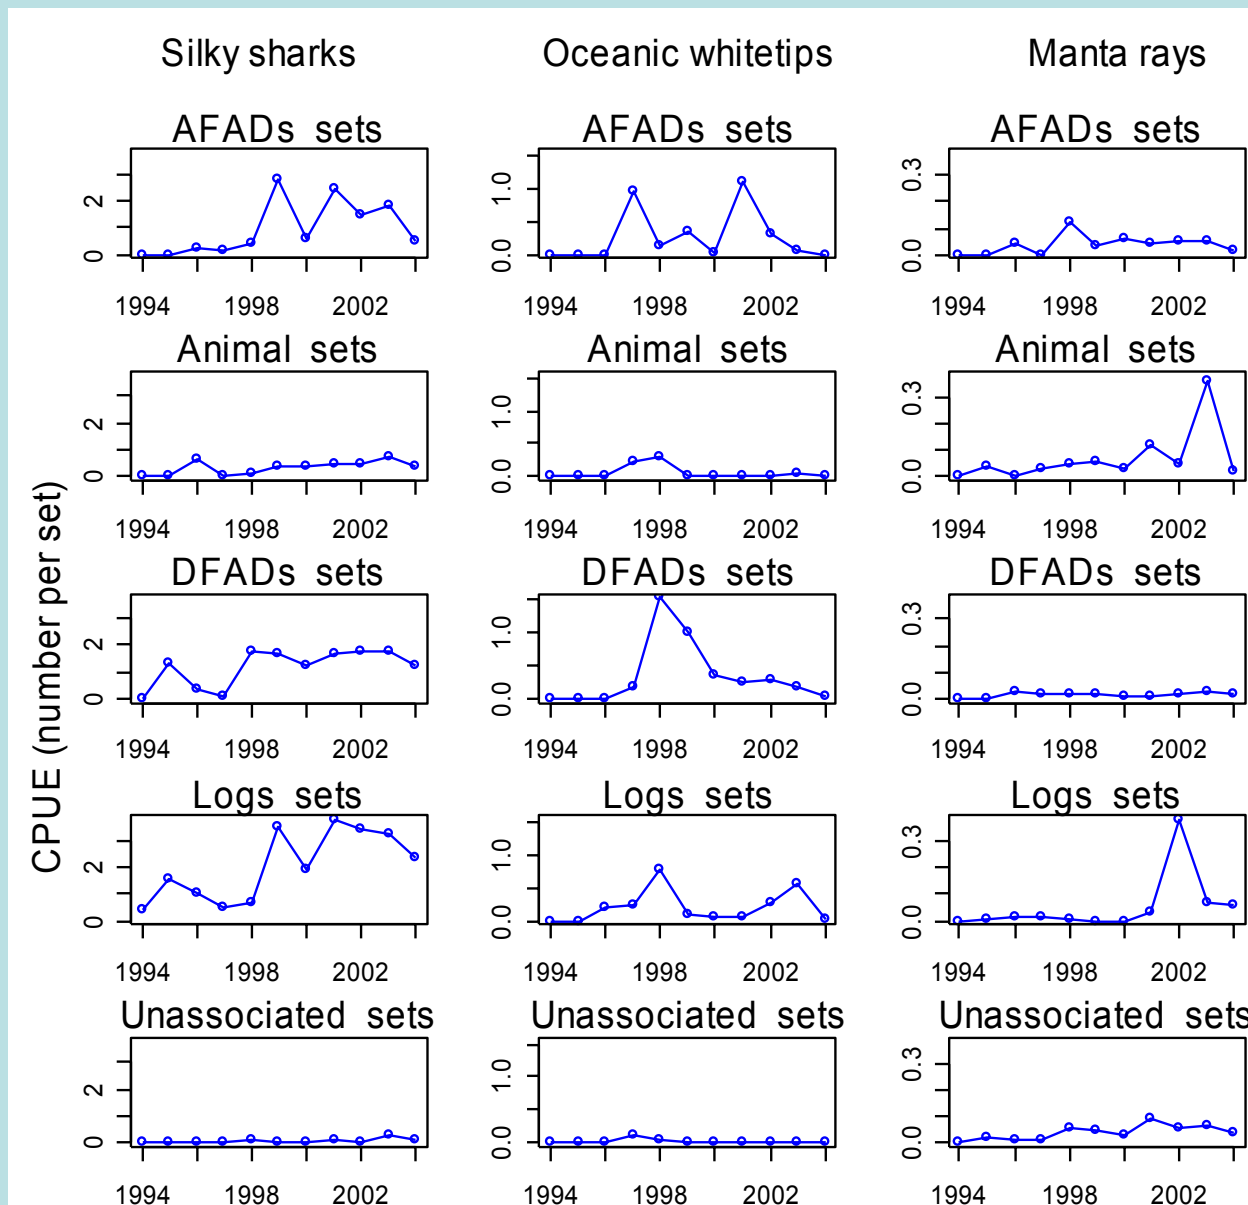 Silky sharks Oceanic whitetips Manta rays
AFADs sets AFADs sets AFADs sets
2 1.0 0.3
0 0.0 0.0
1994 1998 2002 1994 1998 2002 1994 1998 2002
Animal sets Animal sets Animal sets
2 1.0 0.3
0 0.0 0.0
1994 1998 2002 1994 1998 2002 1994 1998 2002
DFADs sets DFADs sets DFADs sets
2 1.0 0.3
0 0.0 0.0
1994 1998 2002 1994 1998 2002 1994 1998 2002
CPUE (number per set)
Logs sets Logs sets Logs sets
2 1.0 0.3
0 0.0 0.0
1994 1998 2002 1994 1998 2002 1994 1998 2002
Unassociated sets Unassociated sets Unassociated sets
2 1.0 0.3
0 0.0 0.0
1994 1998 2002 1994 1998 2002 1994 1998 2002